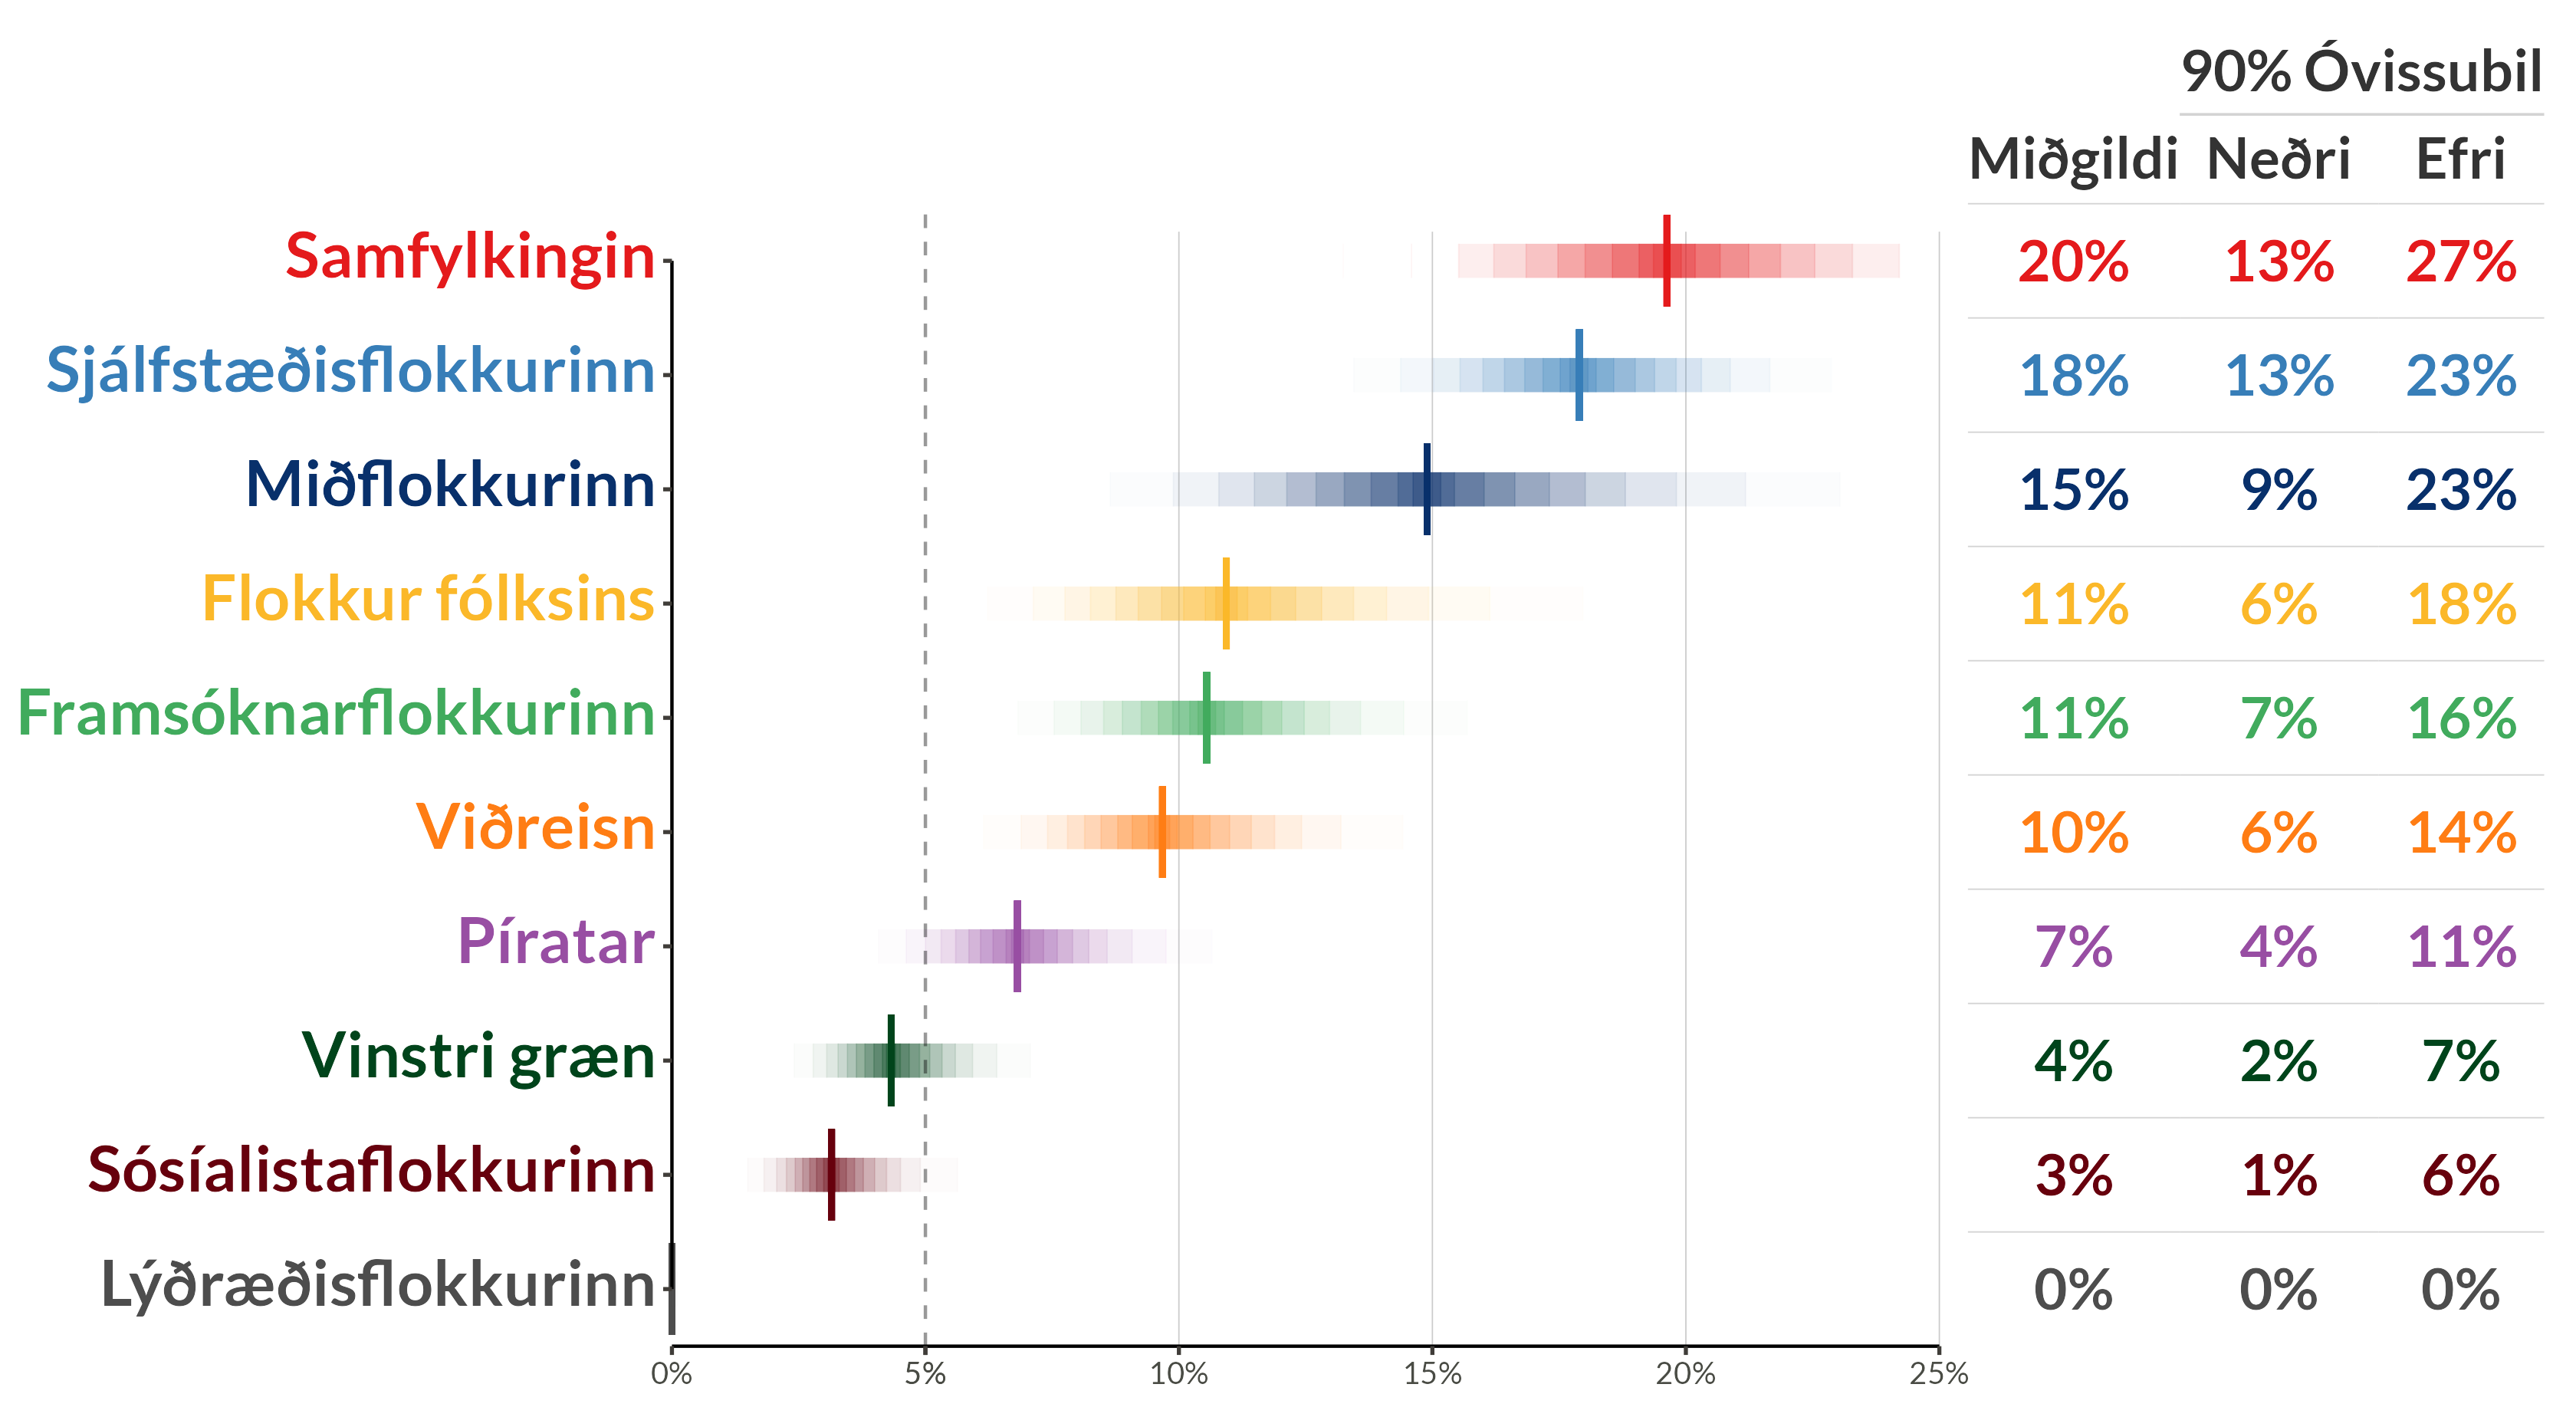 90% Óvissubil
Miðgildi Neðri Efri
Samfylkingin 20% 13% 27%
Sjálfstæðisflokkurinn 18% 13% 23%
Miðflokkurinn 15% 9% 23%
Flokkur fólksins 11% 6% 18%
Framsóknarflokkurinn 11% 7% 16%
Viðreisn 10% 6% 14%
Píratar 7% 4% 11%
Vinstri græn 4% 2% 7%
Sósíalistaflokkurinn 3% 1% 6%
Lýðræðisflokkurinn 0% 0% 0%
0% 5% 10% 15% 20% 25%